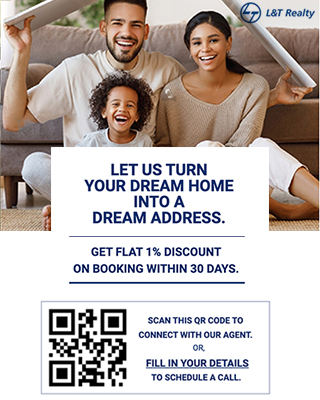 L&T Realty
LET US TURN
YOUR DREAM HOME
INTO A
DREAM ADDRESS.
GET FLAT 1% DISCOUNT
ON BOOKING WITHIN 30 DAYS.
SCAN THIS QR CODE TO
CONNECT WITH OUR AGENT.
OR,
FILL IN YOUR DETAILS
TO SCHEDULE A CALL.